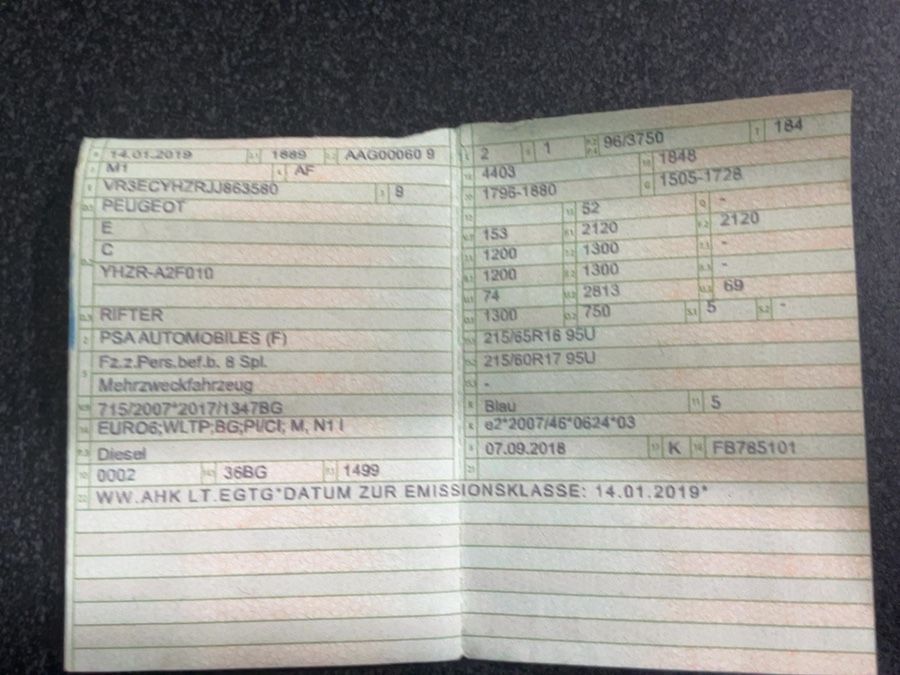 14.01.2019 1889 AAG00060 9
M1 AF
VR3ECYHZRJJ863580 8
PEUGEOT
E
C
YHZR-A2F010
RIFTER
PSA AUTOMOBILES (F)
Fz.z.Pers.bef.b. 8 Spl.
Mehrzweckfahrzeug
715/2007*2017/1347BG
EURO6;WLTP;BG;PI/CI; M, N1 I
Diesel
0002 36BG 1499
2 1 96/3750 184
4403 1848
1796-1880 1505-1728
52 -
153 2120 2120
1200 1300 -
1200 1300 -
74 2813 69
1300 750 5 -
215/65R16 95U
215/60R17 95U
-
Blau 5
e2*2007/46*0624*03
07.09.2018 K FB785101
WW.AHK LT.EGTG*DATUM ZUR EMISSIONSKLASSE: 14.01.2019*